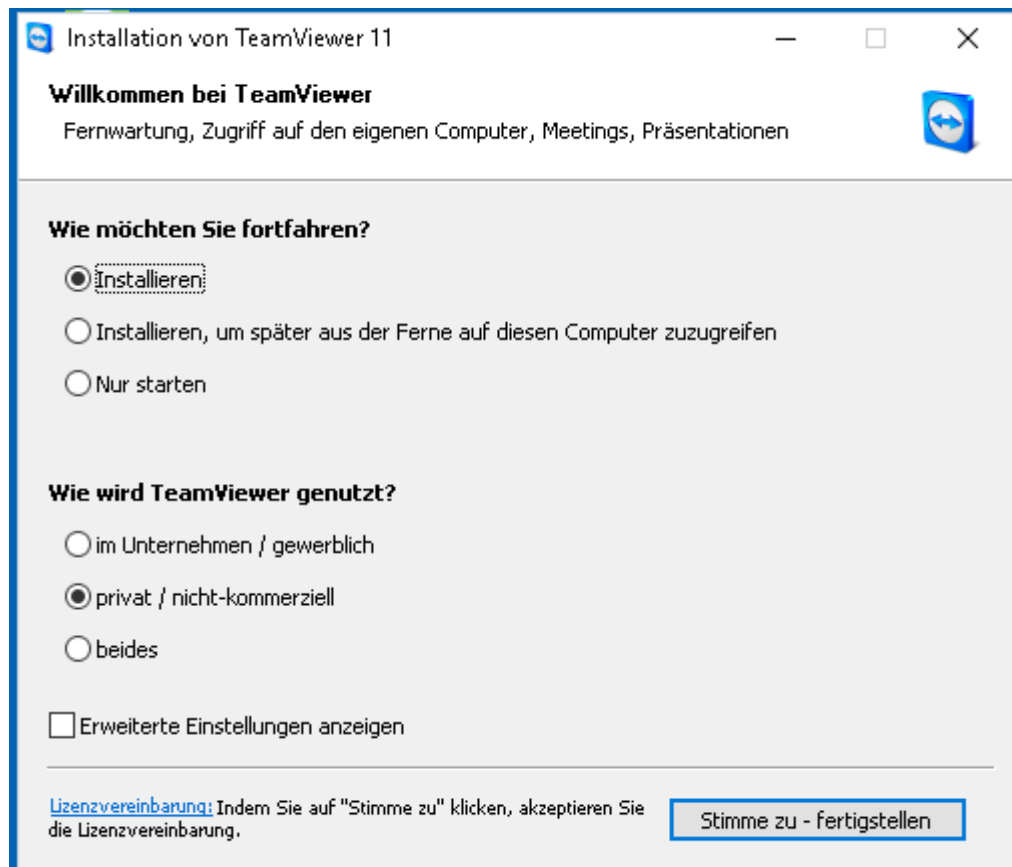 Installation von TeamViewer 11
Willkommen bei TeamViewer
Fernwartung, Zugriff auf den eigenen Computer, Meetings, Präsentationen
Wie möchten Sie fortfahren?
Installieren
Installieren, um später aus der Ferne auf diesen Computer zuzugreifen
Nur starten
Wie wird TeamViewer genutzt?
im Unternehmen / gewerblich
privat / nicht-kommerziell
beides
Erweiterte Einstellungen anzeigen
Lizenzvereinbarung: Indem Sie auf "Stimme zu" klicken, akzeptieren Sie
die Lizenzvereinbarung.
Stimme zu - fertigstellen